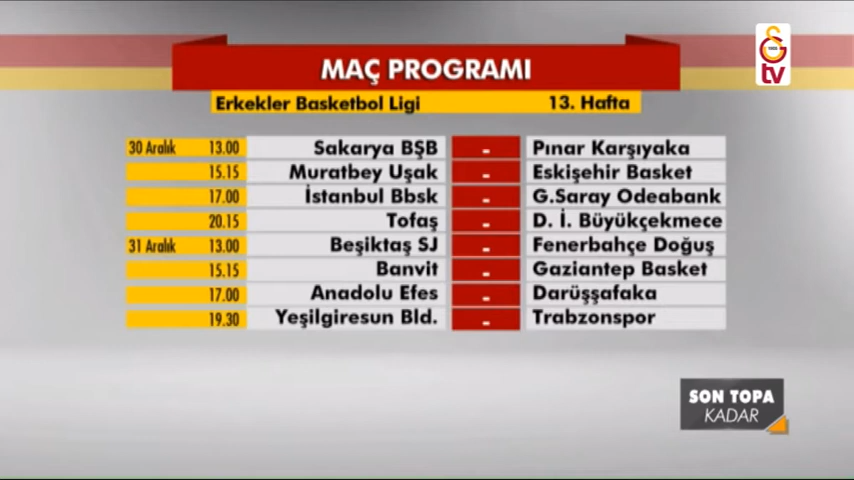 tv
MAÇ PROGRAMI
Erkekler Basketbol Ligi 13. Hafta
30 Aralık 13.00 Sakarya BŞB - Pınar Karşıyaka
15.15 Muratbey Uşak - Eskişehir Basket
17.00 İstanbul Bbsk - G.Saray Odeabank
20.15 Tofaş - D. İ. Büyükçekmece
31 Aralık 13.00 Beşiktaş SJ - Fenerbahçe Doğuş
15.15 Banvit - Gaziantep Basket
17.00 Anadolu Efes - Darüşşafaka
19.30 Yeşilgiresun Bld. - Trabzonspor
SON TOPA
KADAR